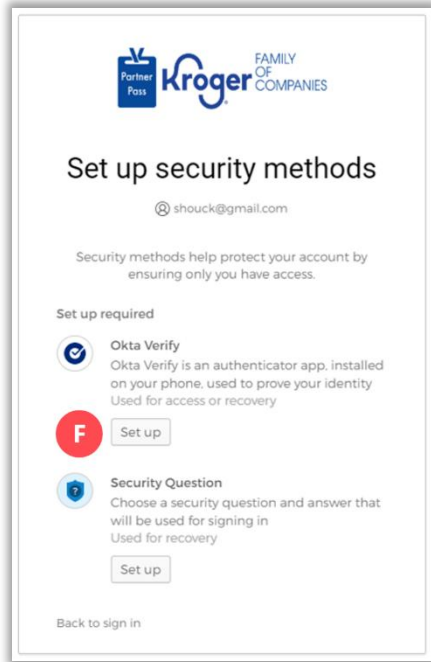 Partner
Pass
Kroger
FAMILY
OF
COMPANIES
Set up security methods
shouck@gmail.com
Security methods help protect your account by
ensuring only you have access.
Set up required
Okta Verify
Okta Verify is an authenticator app, installed
on your phone, used to prove your identity
Used for access or recovery
F
Set up
?
Security Question
Choose a security question and answer that
will be used for signing in
Used for recovery
Set up
Back to sign in